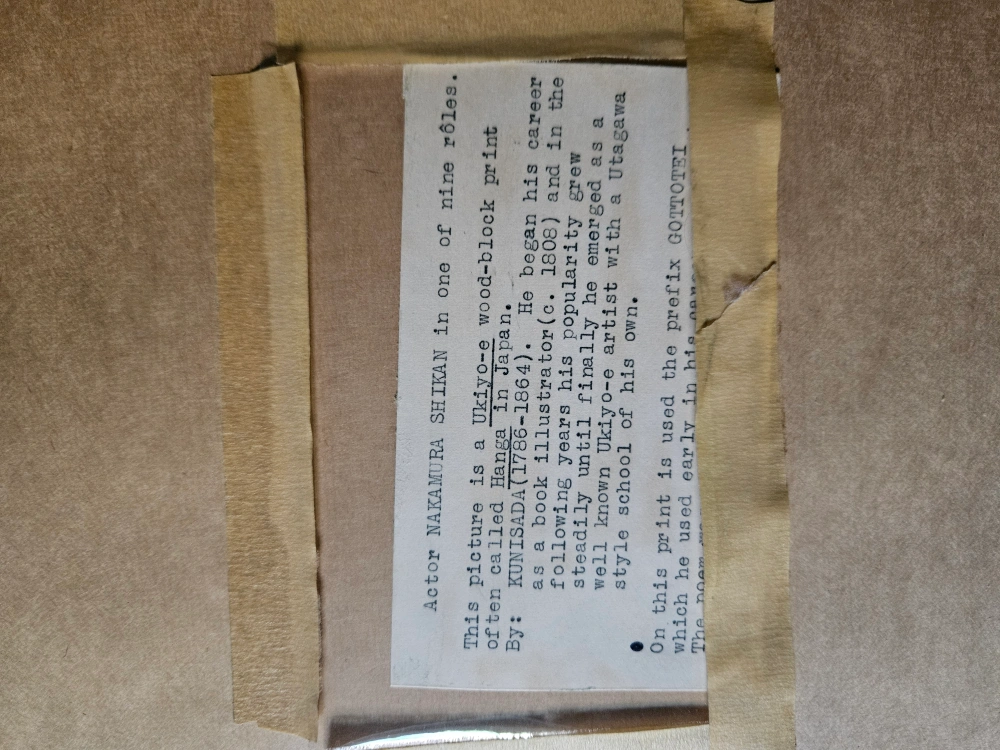 Actor NAKAMURA SHIKAN in one of nine rôles.
This picture is a Ukiyo-e wood-block print
often called Hanga in Japan.
By: KUNISADA(1786-1864). He began his career
as a book illustrator(c. 1808) and in the
following years his popularity grew
steadily until finally he emerged as a
well known Ukiyo-e artist with a Utagawa
style school of his own.
On this print is used the prefix GOTTOTEI
which he used early in his
The poem